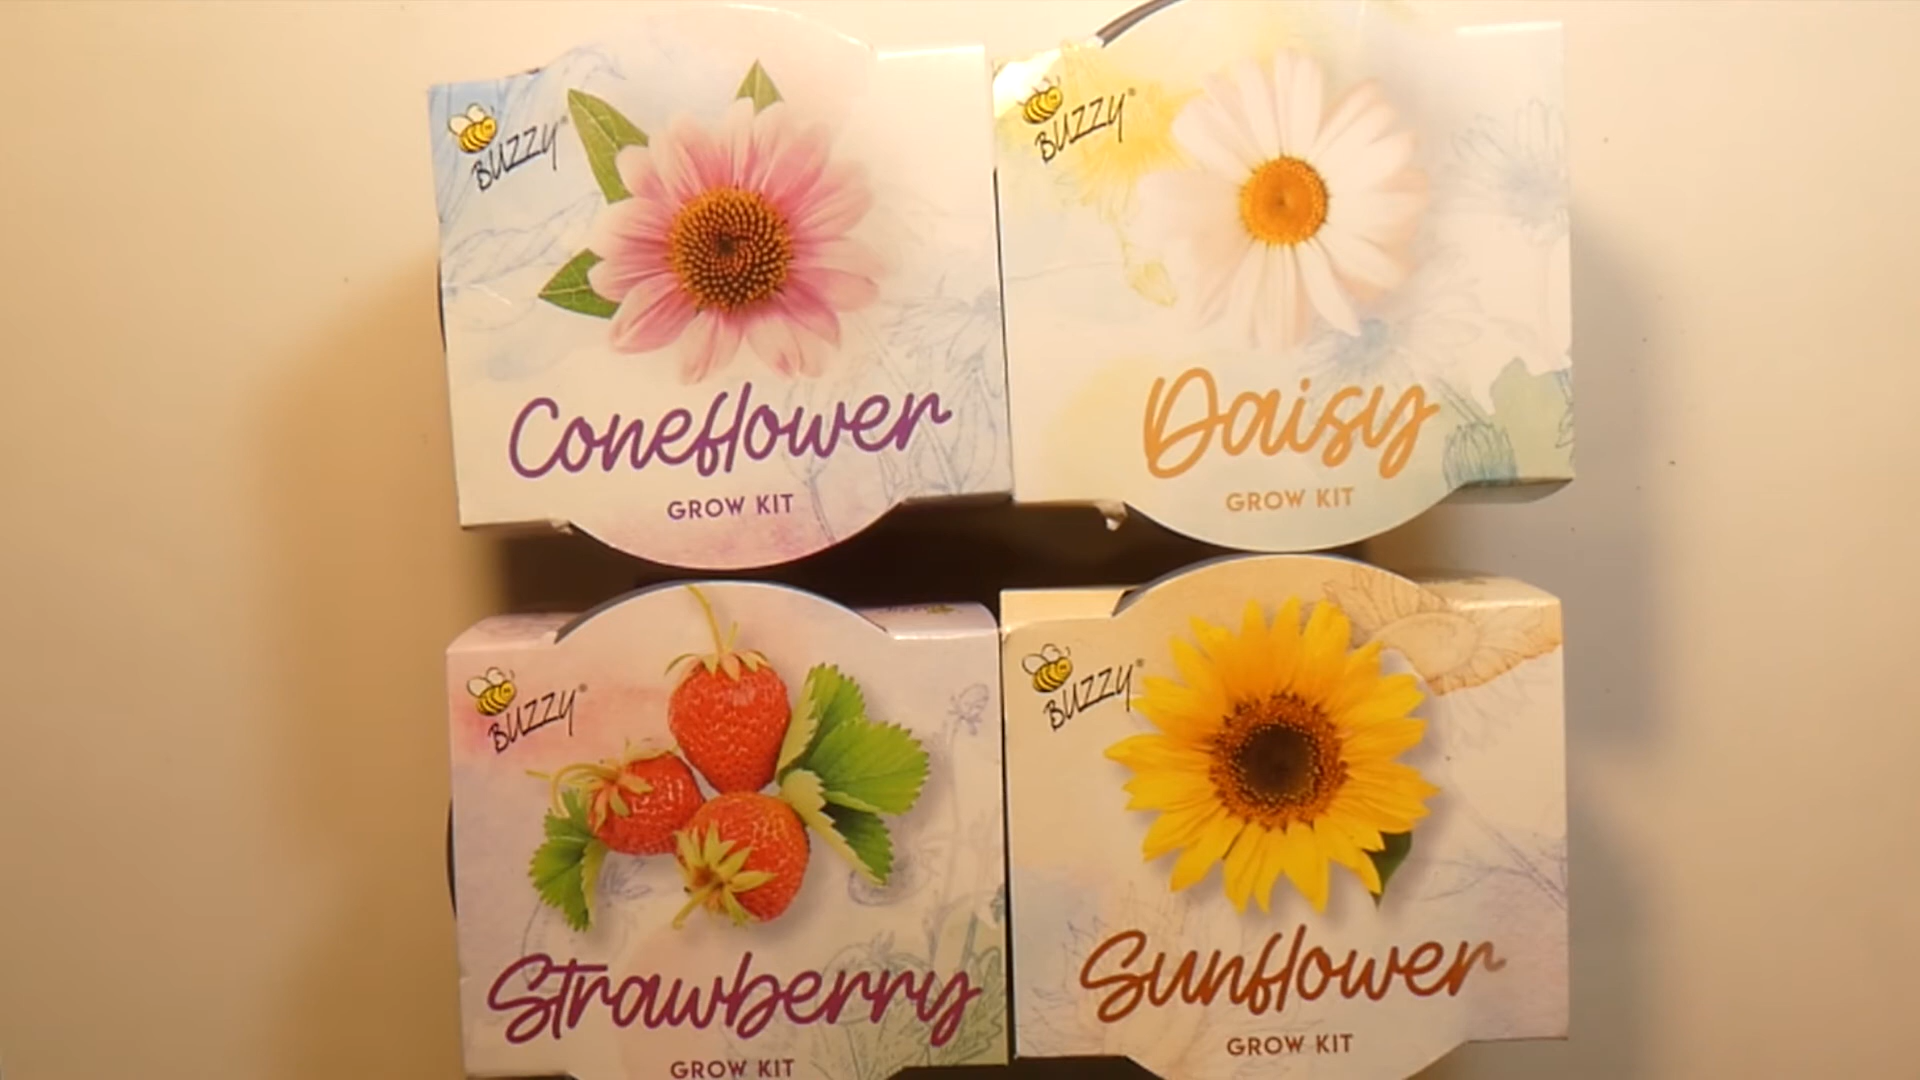 BUZZY®
Coneflower
GROW KIT
BUZZY®
Daisy
GROW KIT
BUZZY®
Strawberry
GROW KIT
BUZZY®
Sunflower
GROW KIT